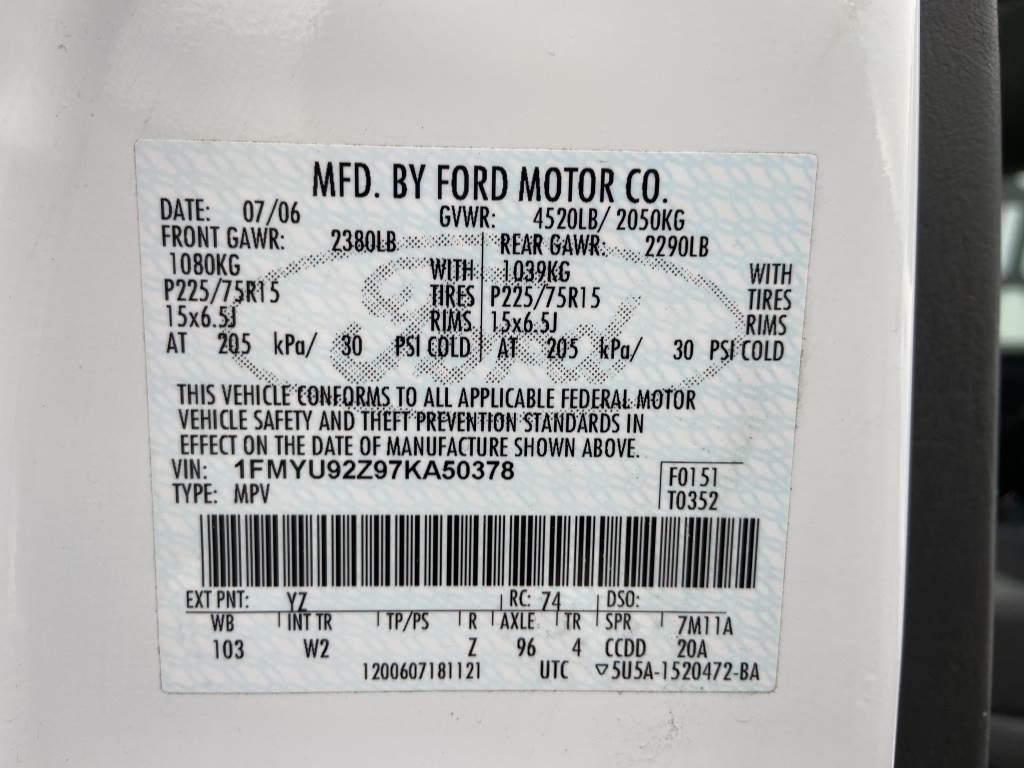 MFD. BY FORD MOTOR CO.
DATE: 07/06 GVWR: 4520LB/ 2050KG
FRONT GAWR: 2380LB REAR GAWR: 2290LB
1080KG WITH 1039KG WITH
P225/75R15 TIRES P225/75R15 TIRES
15x6.5J RIMS 15x6.5J RIMS
AT 205 kPa/ 30 PSI COLD AT 205 kPa/ 30 PSI COLD
Ford
THIS VEHICLE CONFORMS TO ALL APPLICABLE FEDERAL MOTOR
VEHICLE SAFETY AND THEFT PREVENTION STANDARDS IN
EFFECT ON THE DATE OF MANUFACTURE SHOWN ABOVE.
VIN: 1FMYU92Z97KA50378 F0151
TYPE: MPV T0352
EXT PNT: YZ RC: 74 DSO:
WB INT TR TP/PS R AXLE TR SPR 7M11A
103 W2 Z 96 4 CCDD 20A
1200607181121 UTC ▽5U5A-1520472-BA